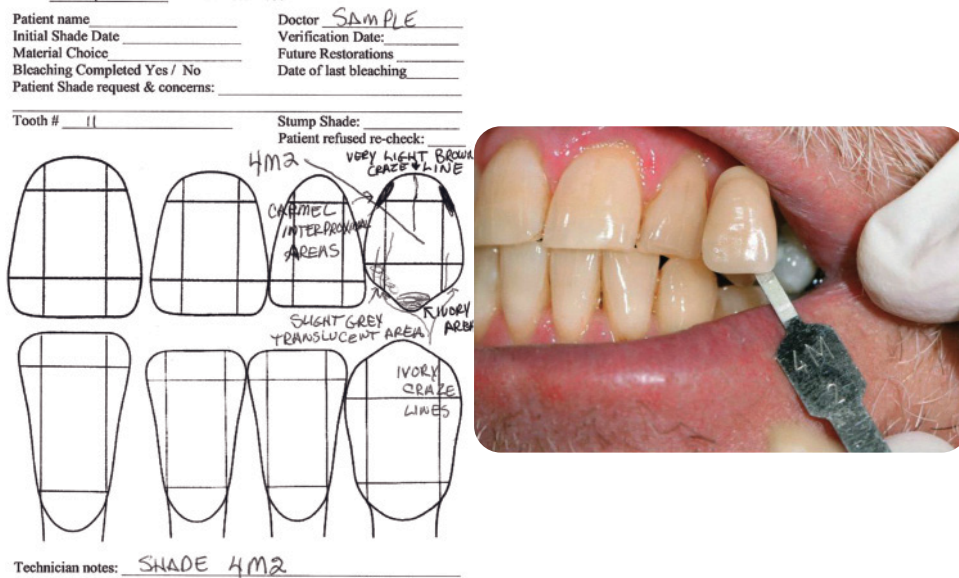 Patient name Doctor SAMPLE
Initial Shade Date Verification Date:
Material Choice Future Restorations
Bleaching Completed Yes / No Date of last bleaching
Patient Shade request & concerns:
Tooth # 11 Stump Shade:
Patient refused re-check:
4M2
VERY LIGHT BROWN
CRAZE LINE
CARMEL
INTERPROXIMAL
AREAS
IVORY
AREA
SLIGHT GREY
TRANSLUCENT AREA
IVORY
CRAZE
LINES
Technician notes: SHADE 4M2
4M
2